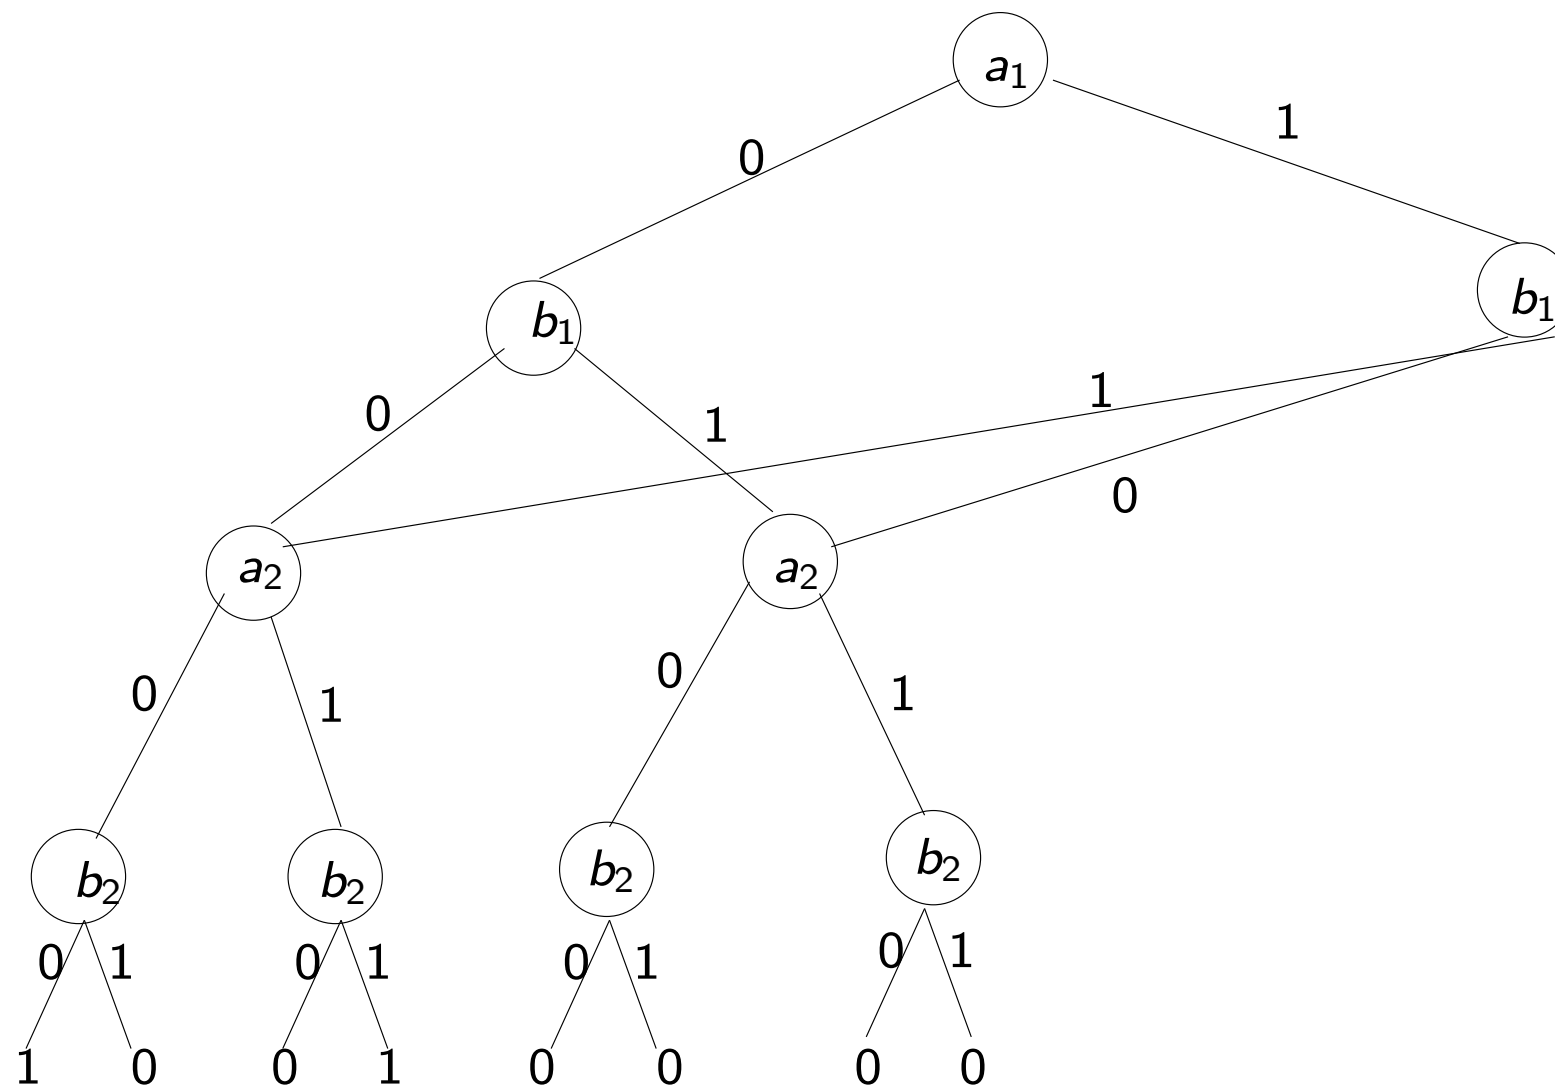 a₁
0 1
b₁ b₁
0 1 1 0
a₂ a₂
0 1 0 1
b₂ b₂ b₂ b₂
0 1 0 1 0 1 0 1
1 0 0 1 0 0 0 0